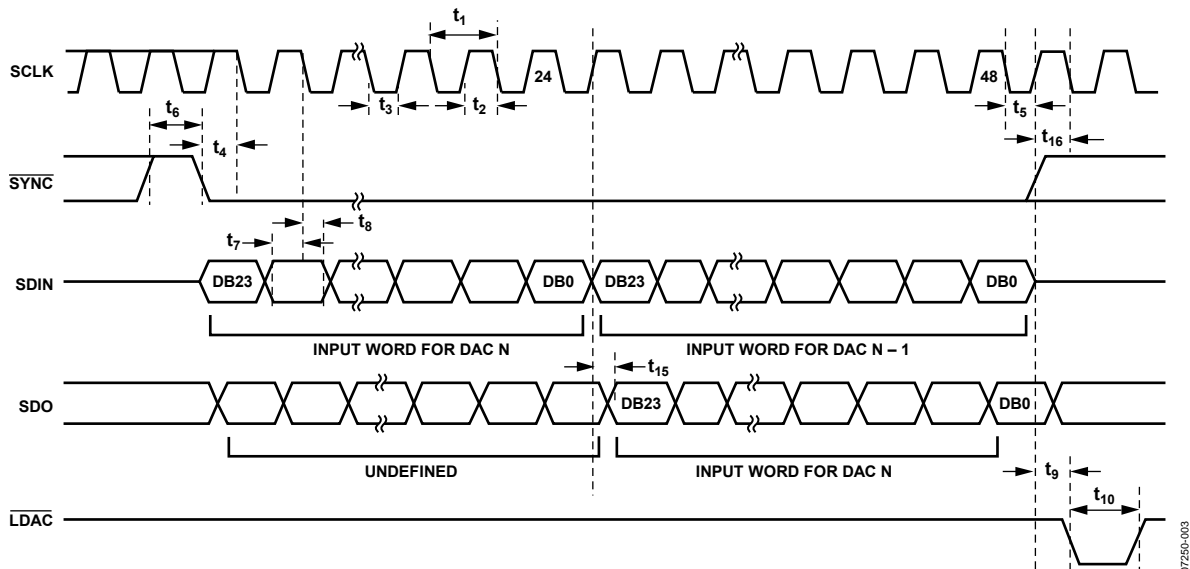 t1
SCLK
24
48
t3
t2
t5
t6
t4
t16
SYNC
t7
t8
SDIN
DB23
DB0
DB23
DB0
INPUT WORD FOR DAC N
INPUT WORD FOR DAC N – 1
t15
SDO
DB23
DB0
UNDEFINED
INPUT WORD FOR DAC N
t9
t10
LDAC
07250-003